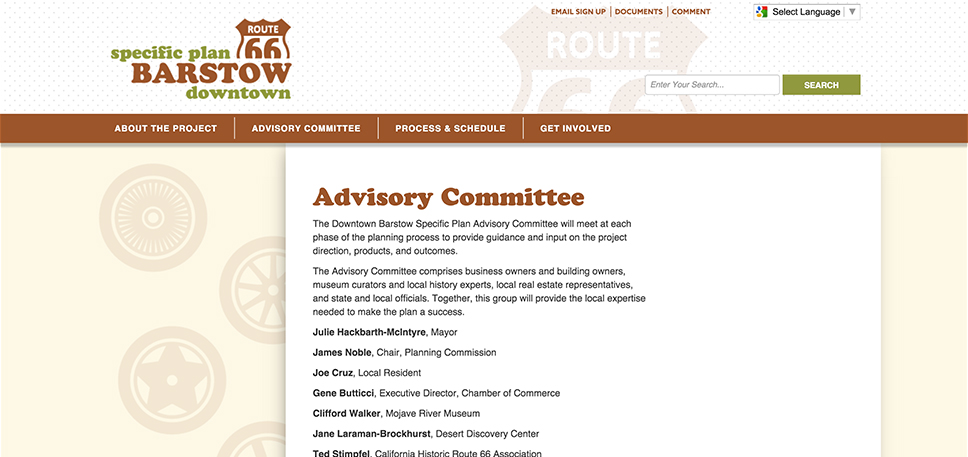 EMAIL SIGN UP | DOCUMENTS | COMMENT
Select Language ▼
ROUTE
66
specific plan
BARSTOW
downtown
ROUTE
66
Enter Your Search...
SEARCH
ABOUT THE PROJECT
ADVISORY COMMITTEE
PROCESS & SCHEDULE
GET INVOLVED
Advisory Committee
The Downtown Barstow Specific Plan Advisory Committee will meet at each
phase of the planning process to provide guidance and input on the project
direction, products, and outcomes.
The Advisory Committee comprises business owners and building owners,
museum curators and local history experts, local real estate representatives,
and state and local officials. Together, this group will provide the local expertise
needed to make the plan a success.
Julie Hackbarth-McIntyre, Mayor
James Noble, Chair, Planning Commission
Joe Cruz, Local Resident
Gene Butticci, Executive Director, Chamber of Commerce
Clifford Walker, Mojave River Museum
Jane Laraman-Brockhurst, Desert Discovery Center
Ted Stimpfel, California Historic Route 66 Association